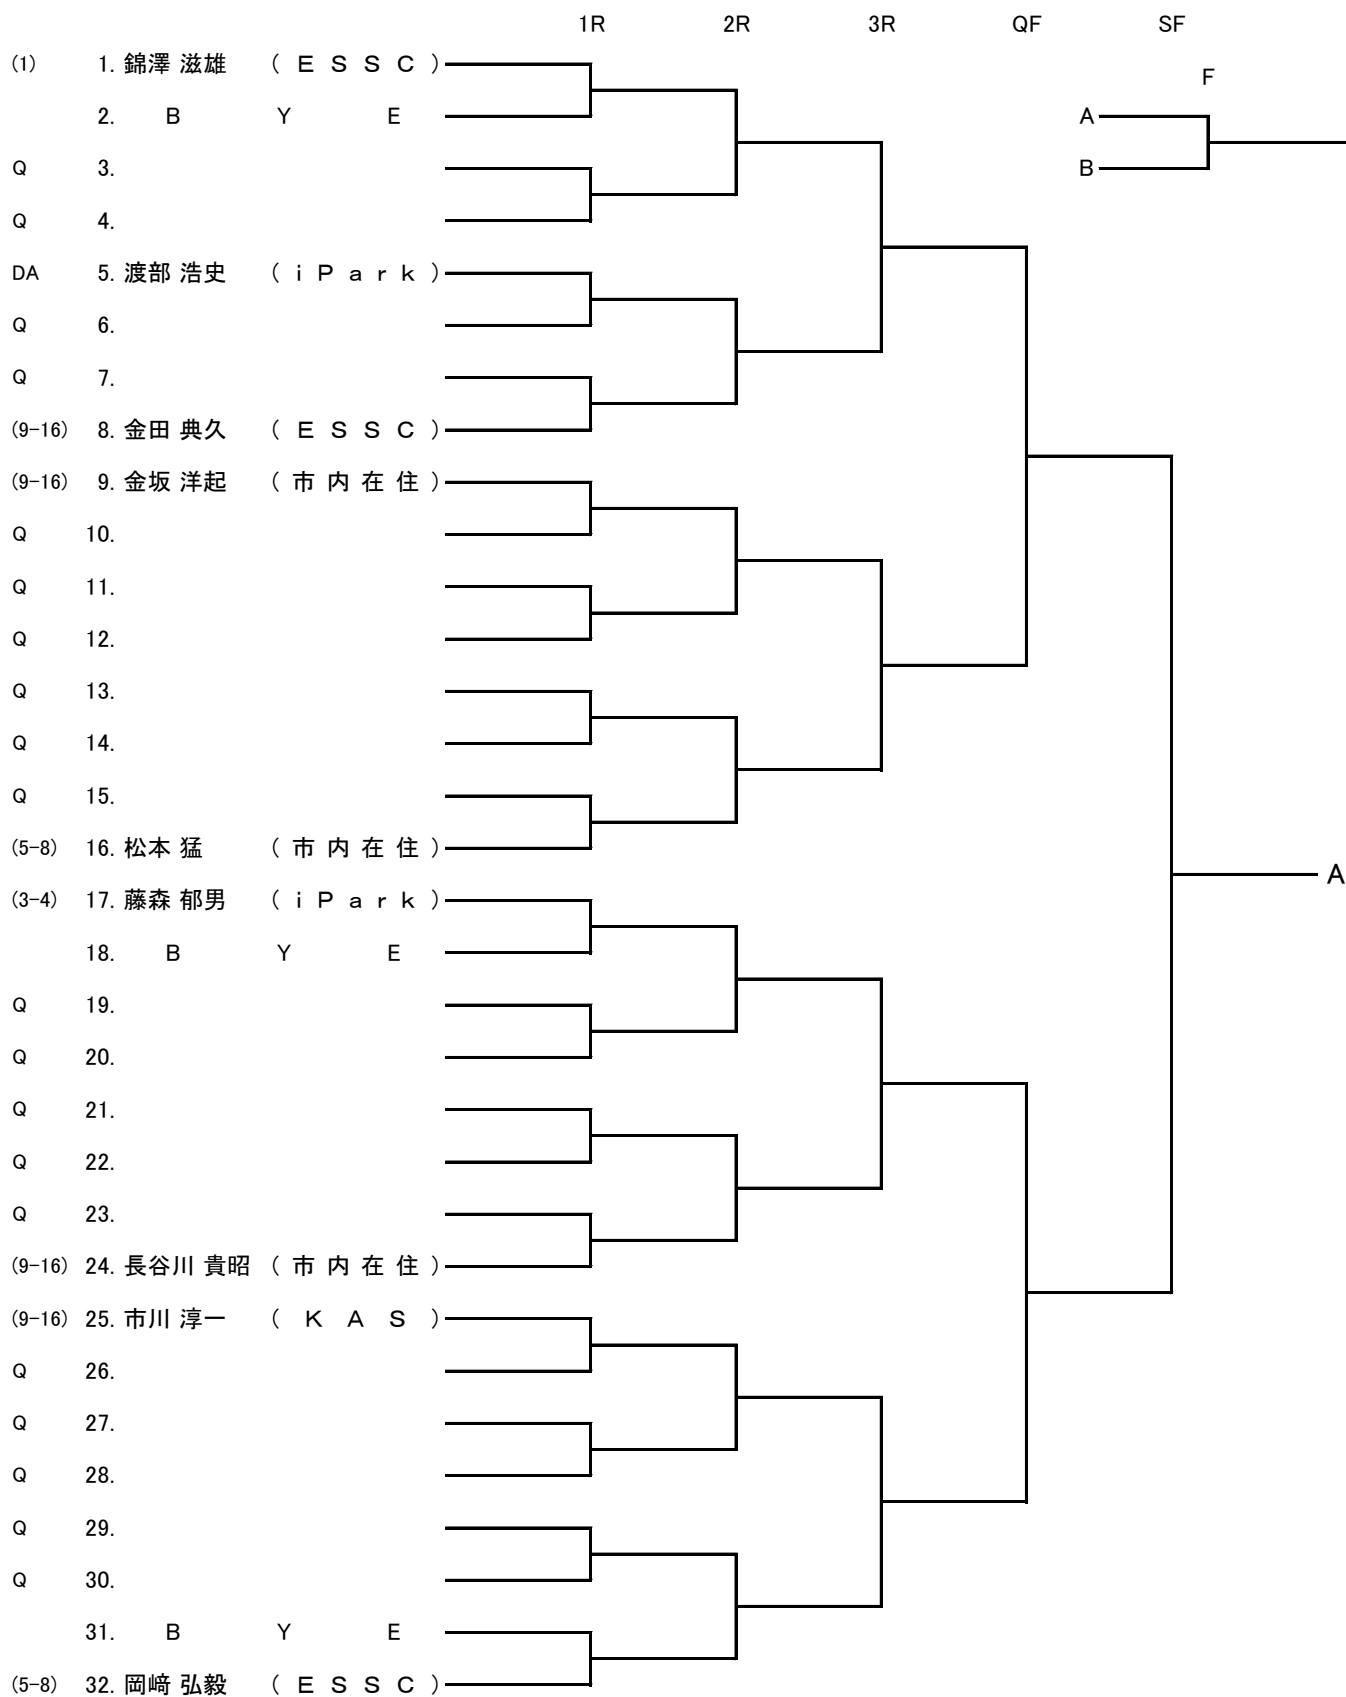 1R 2R 3R QF SF
(1) 1. 錦澤 滋雄 (ESSC)
F
2. B Y E
A
Q 3.
B
Q 4.
DA 5. 渡部 浩史 (iPark)
Q 6.
Q 7.
(9-16) 8. 金田 典久 (ESSC)
(9-16) 9. 金坂 洋起 (市内在住)
Q 10.
Q 11.
Q 12.
Q 13.
Q 14.
Q 15.
(5-8) 16. 松本 猛 (市内在住)
A
(3-4) 17. 藤森 郁男 (iPark)
18. B Y E
Q 19.
Q 20.
Q 21.
Q 22.
Q 23.
(9-16) 24. 長谷川 貴昭 (市内在住)
(9-16) 25. 市川 淳一 (KAS)
Q 26.
Q 27.
Q 28.
Q 29.
Q 30.
31. B Y E
(5-8) 32. 岡﨑 弘毅 (ESSC)